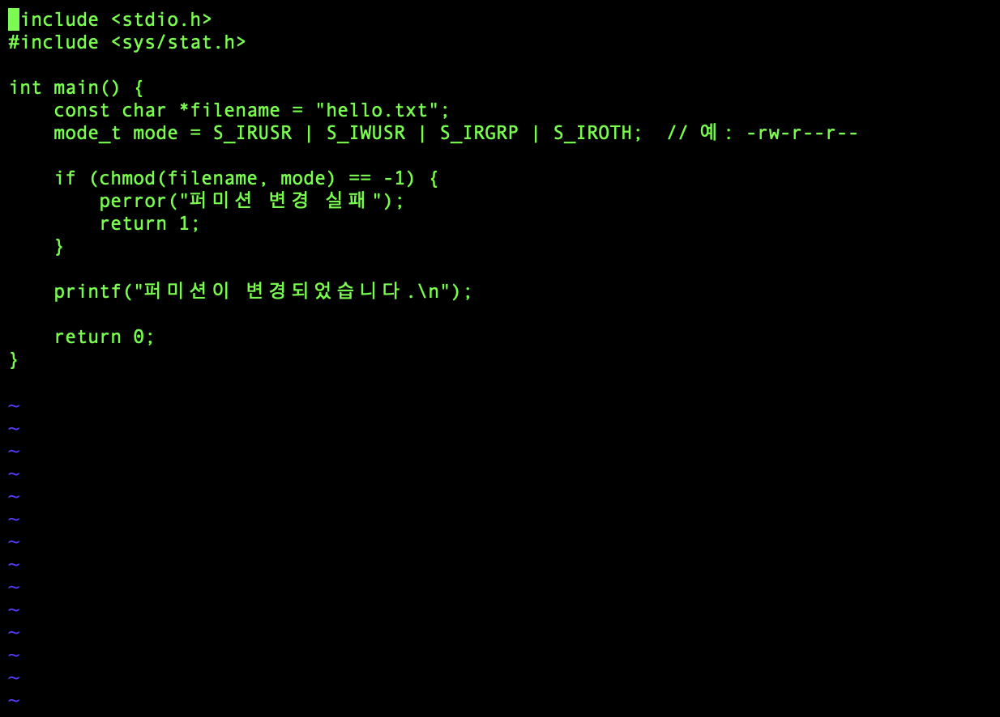 #include <stdio.h>
#include <sys/stat.h>

int main() {
    const char *filename = "hello.txt";
    mode_t mode = S_IRUSR | S_IWUSR | S_IRGRP | S_IROTH;  // 예: -rw-r--r--

    if (chmod(filename, mode) == -1) {
        perror("퍼미션 변경 실패");
        return 1;
    }

    printf("퍼미션이 변경되었습니다.\n");

    return 0;
}

~
~
~
~
~
~
~
~
~
~
~
~
~
~